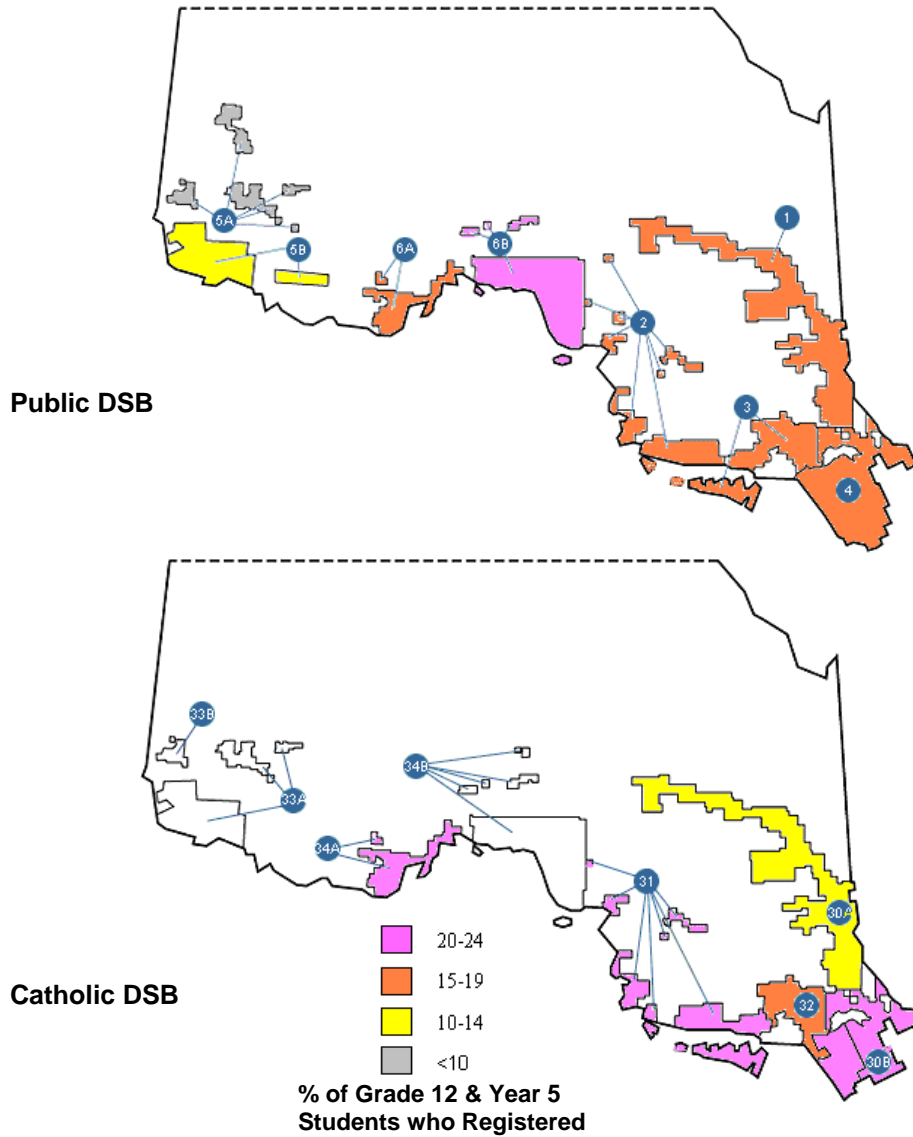 1
5A
5B
6A
6B
2
Public DSB
3
4
33B
34B
33A
34A
31
30A
20-24
15-19
Catholic DSB
32
10-14
<10
30B
% of Grade 12 & Year 5
Students who Registered